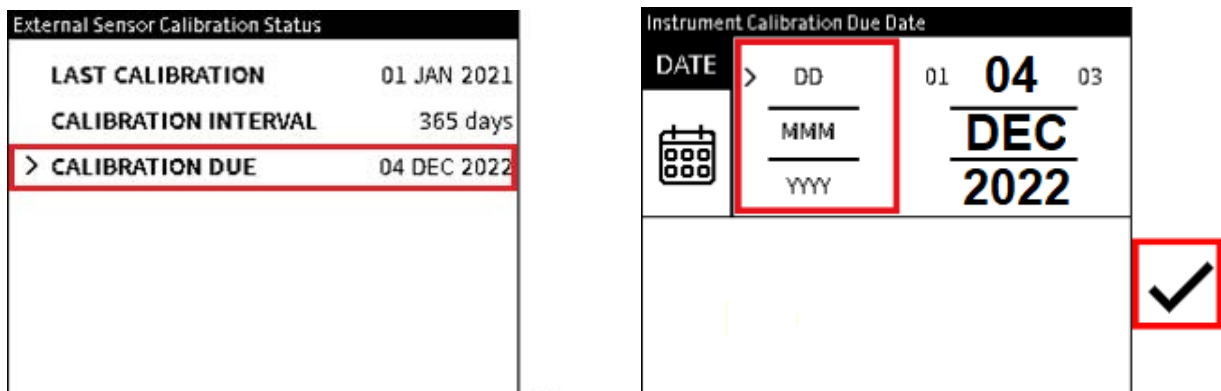 External Sensor Calibration Status
LAST CALIBRATION 01 JAN 2021
CALIBRATION INTERVAL 365 days
> CALIBRATION DUE 04 DEC 2022
Instrument Calibration Due Date
DATE
> DD 01 04 03
MMM DEC
YYYY 2022